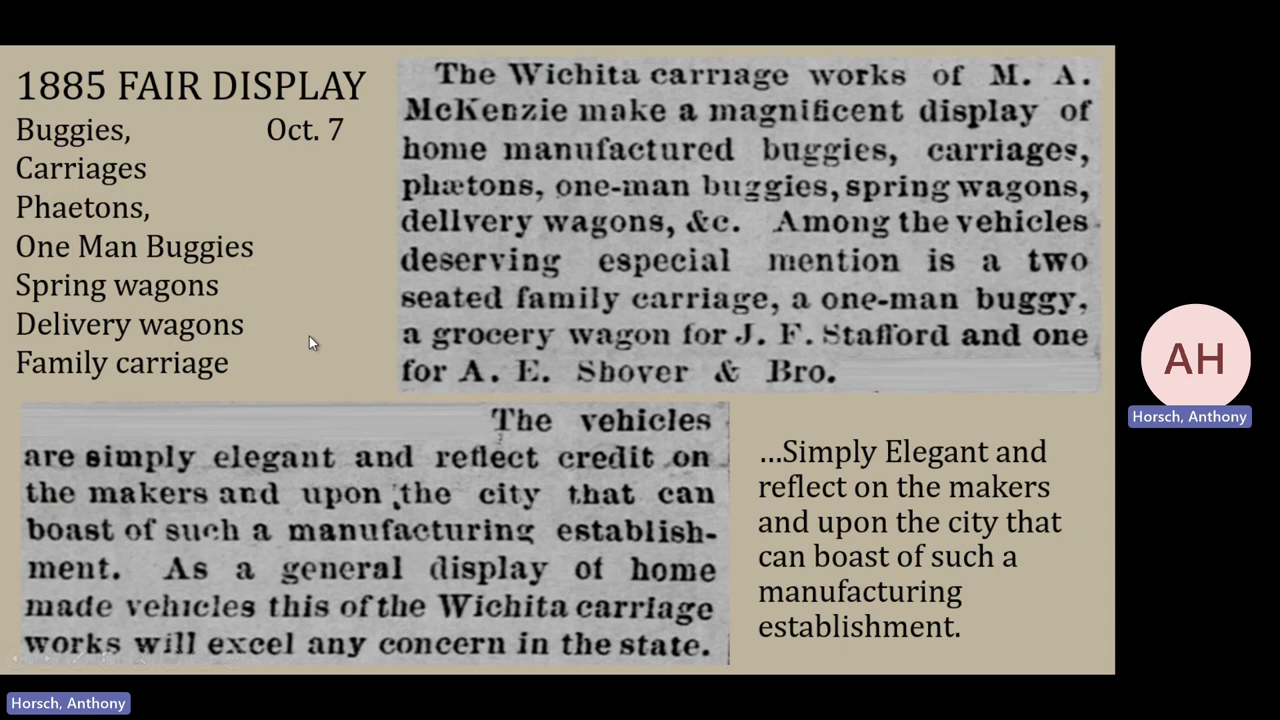 1885 FAIR DISPLAY
Buggies, Oct. 7
Carriages
Phaetons,
One Man Buggies
Spring wagons
Delivery wagons
Family carriage
The Wichita carriage works of M. A.
McKenzie make a magnificent display of
home manufactured buggies, carriages,
phætons, one-man buggies, spring wagons,
dellvery wagons, &c. Among the vehicles
deserving especial mention is a two
seated family carriage, a one-man buggy,
a grocery wagon for J. F. Stafford and one
for A. E. Shover & Bro.
The vehicles
are simply elegant and reflect credit on
the makers and upon the city that can
boast of such a manufacturing establish-
ment. As a general display of home
made vehicles this of the Wichita carriage
works will excel any concern in the state.
...Simply Elegant and
reflect on the makers
and upon the city that
can boast of such a
manufacturing
establishment.
AH
Horsch, Anthony
Horsch, Anthony